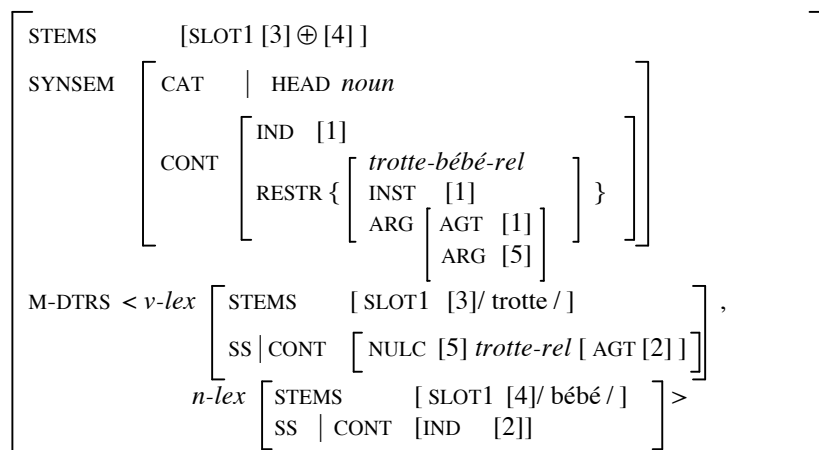 STEMS [SLOT1 [3] ⊕ [4] ]
SYNSEM CAT | HEAD noun
IND [1]
CONT trotte-bébé-rel
RESTR { INST [1] }
ARG AGT [1]
ARG [5]
M-DTRS < v-lex STEMS [ SLOT1 [3]/ trotte / ] ,
SS | CONT NULC [5] trotte-rel [ AGT [2] ]
n-lex STEMS [ SLOT1 [4]/ bébé / ] >
SS | CONT [IND [2]]